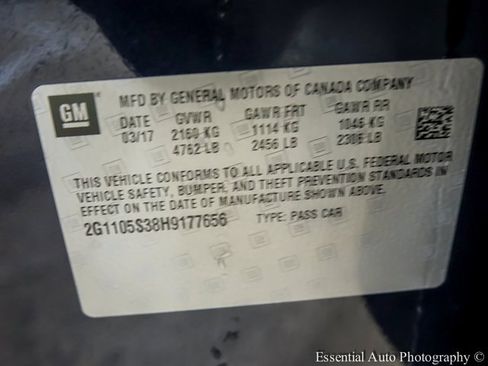 GM
MFD BY GENERAL MOTORS OF CANADA COMPANY
DATE GVWR GAWR FRT GAWR RR
03/17 2160 KG 1114 KG 1046 KG
4762 LB 2456 LB 2306 LB
THIS VEHICLE CONFORMS TO ALL APPLICABLE U.S. FEDERAL MOTOR
VEHICLE SAFETY, BUMPER, AND THEFT PREVENTION STANDARDS IN
EFFECT ON THE DATE OF MANUFACTURE SHOWN ABOVE.
2G1105S38H9177656 TYPE: PASS CAR
Essential Auto Photography ©